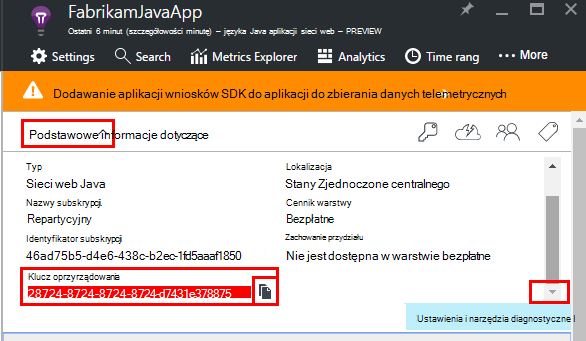 FabrikamJavaApp
Ostatni 6 minut (szczegółowości minutę) – języka Java aplikacji sieci web – PREVIEW
Settings Search Metrics Explorer Analytics Time rang ··· More
Dodawanie aplikacji wniosków SDK do aplikacji do zbierania danych telemetrycznych
Podstawowe informacje dotyczące
Typ Lokalizacja
Sieci web Java Stany Zjednoczone centralnego
Nazwy subskrypcji Cennik warstwy
Repartycyjny Bezpłatne
Identyfikator subskrypcji Zachowanie przydziału
46ad75b5-d4e6-438c-b2ec-1fd5aaaf1850 Nie jest dostępna w warstwie bezpłatne
Klucz oprzyrządowania
28724-8724-8724-8724-d7431e378875
Ustawienia i narzędzia diagnostyczne